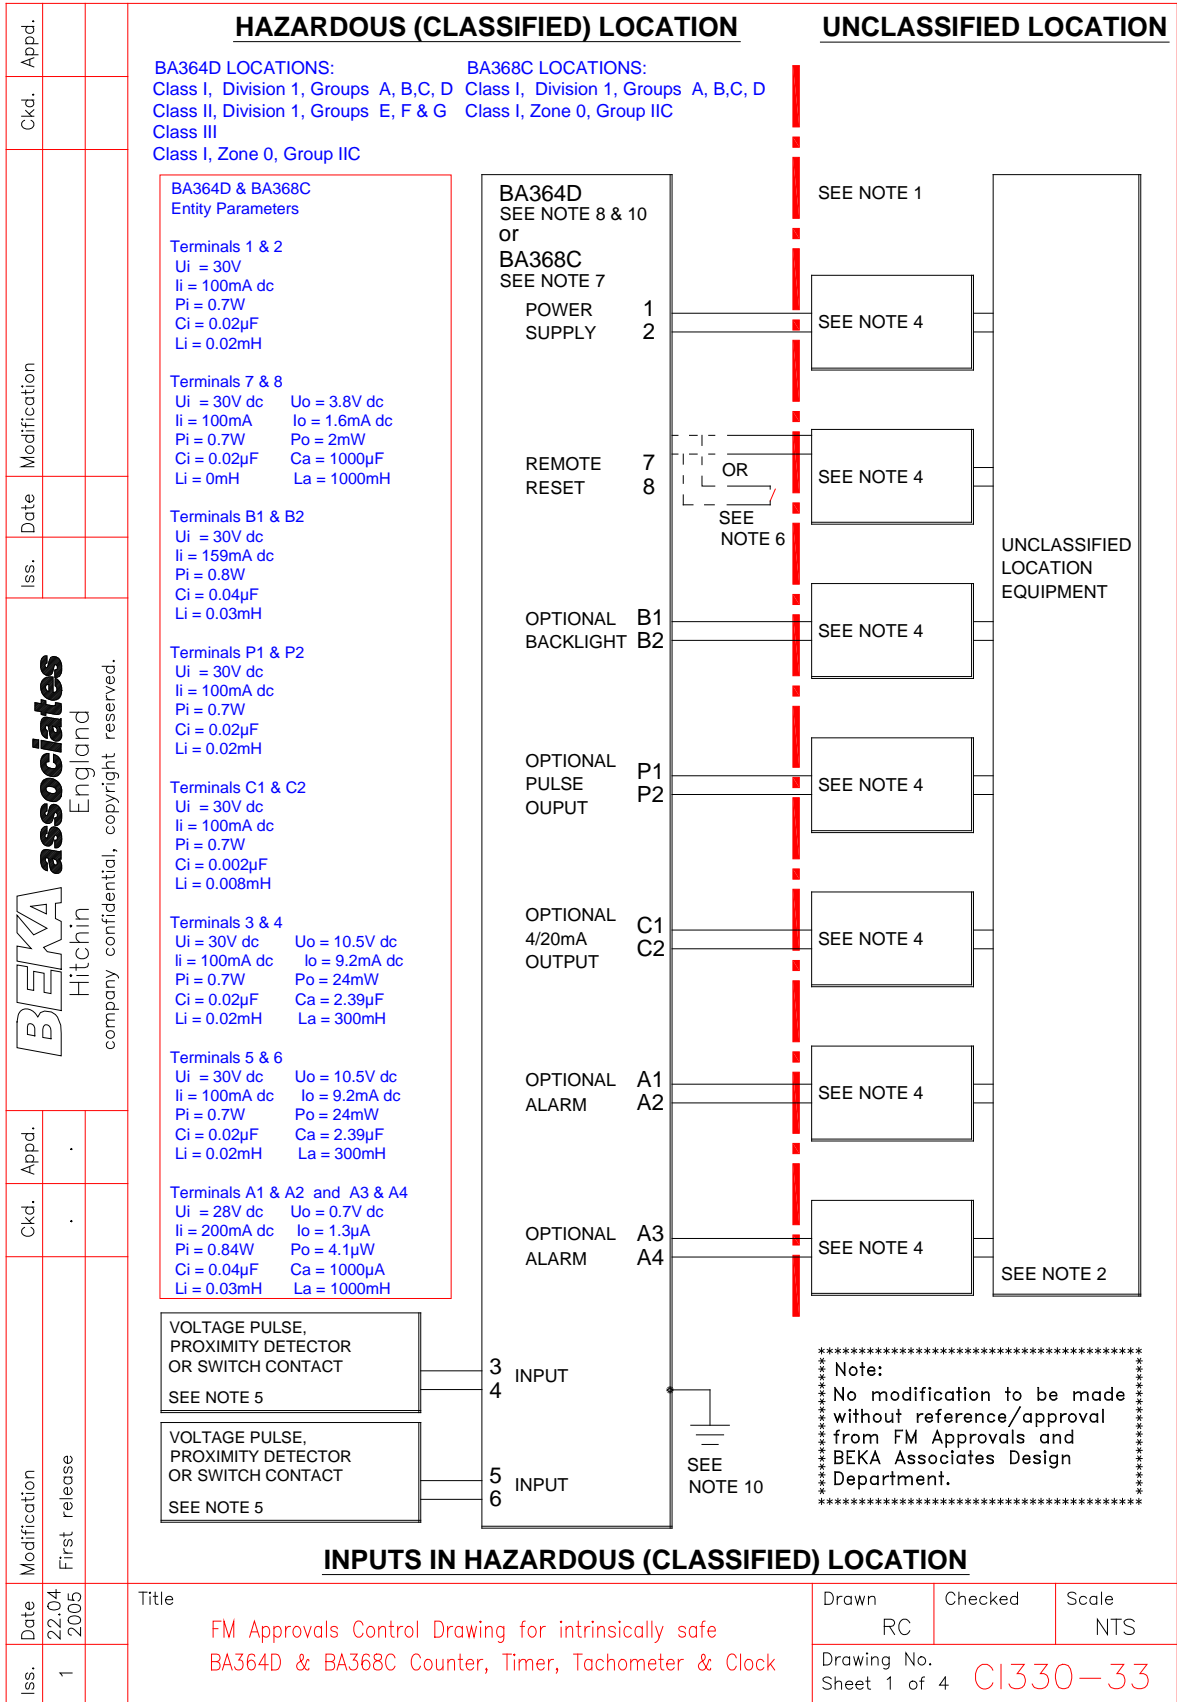 HAZARDOUS (CLASSIFIED) LOCATION
UNCLASSIFIED LOCATION
BA364D LOCATIONS:
Class I,  Division 1, Groups  A, B,C, D
Class II, Division 1, Groups  E, F & G
Class III
Class I, Zone 0, Group IIC
BA368C LOCATIONS:
Class I,  Division 1, Groups  A, B,C, D
Class I, Zone 0, Group IIC
BA364D & BA368C
Entity Parameters
Terminals 1 & 2
Ui  = 30V
Ii = 100mA dc
Pi = 0.7W
Ci = 0.02µF
Li = 0.02mH
Terminals 7 & 8
Ui  = 30V dc Uo = 3.8V dc
Ii = 100mA Io = 1.6mA dc
Pi = 0.7W Po = 2mW
Ci = 0.02µF Ca = 1000µF
Li = 0mH La = 1000mH
Terminals B1 & B2
Ui  = 30V dc
Ii = 159mA dc
Pi = 0.8W
Ci = 0.04µF
Li = 0.03mH
Terminals P1 & P2
Ui  = 30V dc
Ii = 100mA dc
Pi = 0.7W
Ci = 0.02µF
Li = 0.02mH
Terminals C1 & C2
Ui  = 30V dc
Ii = 100mA dc
Pi = 0.7W
Ci = 0.002µF
Li = 0.008mH
Terminals 3 & 4
Ui = 30V dc Uo = 10.5V dc
Ii = 100mA dc Io = 9.2mA dc
Pi = 0.7W Po = 24mW
Ci = 0.02µF Ca = 2.39µF
Li = 0.02mH La = 300mH
Terminals 5 & 6
Ui = 30V dc Uo = 10.5V dc
Ii = 100mA dc Io = 9.2mA dc
Pi = 0.7W Po = 24mW
Ci = 0.02µF Ca = 2.39µF
Li = 0.02mH La = 300mH
Terminals A1 & A2  and  A3 & A4
Ui = 28V dc Uo = 0.7V dc
Ii = 200mA dc Io = 1.3µA
Pi = 0.84W Po = 4.1µW
Ci = 0.04µF Ca = 1000µA
Li = 0.03mH La = 1000mH
BA364D
SEE NOTE 8 & 10
or
BA368C
SEE NOTE 7
POWER 1
SUPPLY 2
REMOTE 7
RESET 8
OR
SEE
NOTE 6
OPTIONAL B1
BACKLIGHT B2
OPTIONAL
PULSE P1
OUPUT P2
OPTIONAL
4/20mA C1
OUTPUT C2
OPTIONAL A1
ALARM A2
OPTIONAL A3
ALARM A4
SEE NOTE 1
SEE NOTE 4
SEE NOTE 4
SEE NOTE 4
SEE NOTE 4
SEE NOTE 4
SEE NOTE 4
SEE NOTE 4
UNCLASSIFIED
LOCATION
EQUIPMENT
SEE NOTE 2
VOLTAGE PULSE,
PROXIMITY DETECTOR
OR SWITCH CONTACT
SEE NOTE 5
3
4
INPUT
VOLTAGE PULSE,
PROXIMITY DETECTOR
OR SWITCH CONTACT
SEE NOTE 5
5
6
INPUT
SEE
NOTE 10
Note:
No modification to be made
without reference/approval
from FM Approvals and
BEKA Associates Design
Department.
INPUTS IN HAZARDOUS (CLASSIFIED) LOCATION
Title
FM Approvals Control Drawing for intrinsically safe
BA364D & BA368C Counter, Timer, Tachometer & Clock
Drawn
RC
Checked
Scale
NTS
Drawing No.
Sheet 1 of 4
CI330-33
Iss. Date Modification Ckd. Appd.
1 22.04 2005 First release . .
BEKA associates
Hitchin England
company confidential, copyright reserved.
Iss. Date Modification Ckd. Appd.